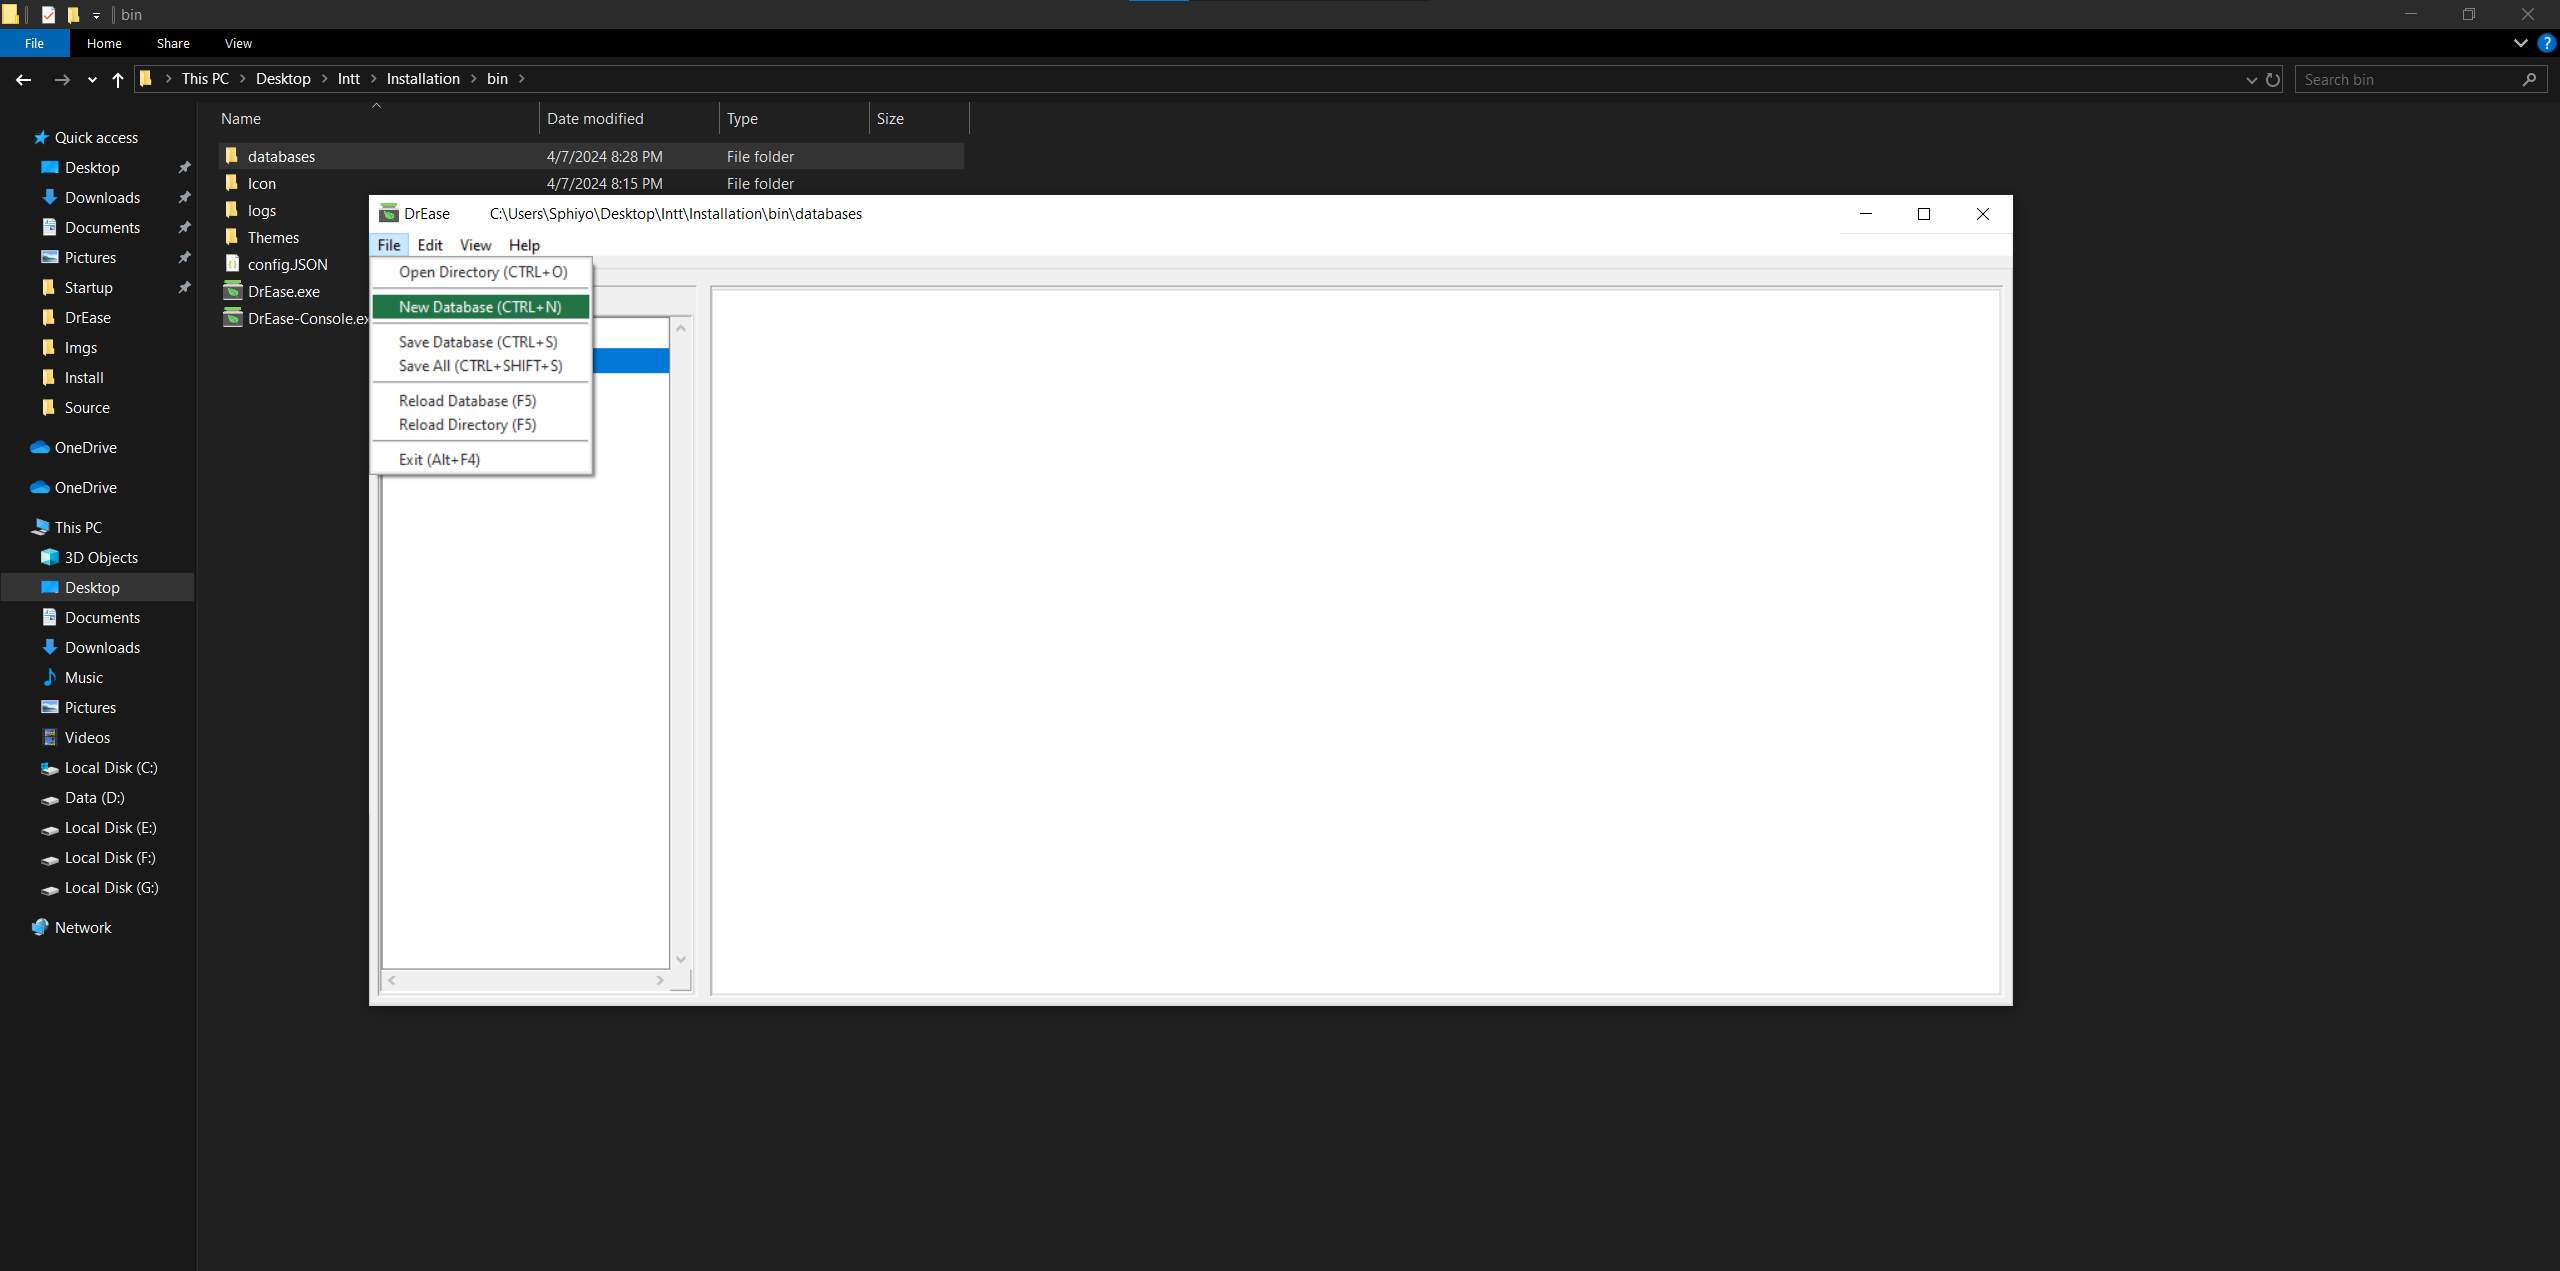 bin
File Home Share View
This PC > Desktop > Intt > Installation > bin >
Search bin
Name Date modified Type Size
Quick access
Desktop
Downloads
Documents
Pictures
Startup
DrEase
Imgs
Install
Source
OneDrive
OneDrive
This PC
3D Objects
Desktop
Documents
Downloads
Music
Pictures
Videos
Local Disk (C:)
Data (D:)
Local Disk (E:)
Local Disk (F:)
Local Disk (G:)
Network
databases 4/7/2024 8:28 PM File folder
Icon 4/7/2024 8:15 PM File folder
logs
Themes
config.JSON
DrEase.exe
DrEase-Console.ex
DrEase C:\Users\Sphiyo\Desktop\Intt\Installation\bin\databases
File Edit View Help
Open Directory (CTRL+O)
New Database (CTRL+N)
Save Database (CTRL+S)
Save All (CTRL+SHIFT+S)
Reload Database (F5)
Reload Directory (F5)
Exit (Alt+F4)